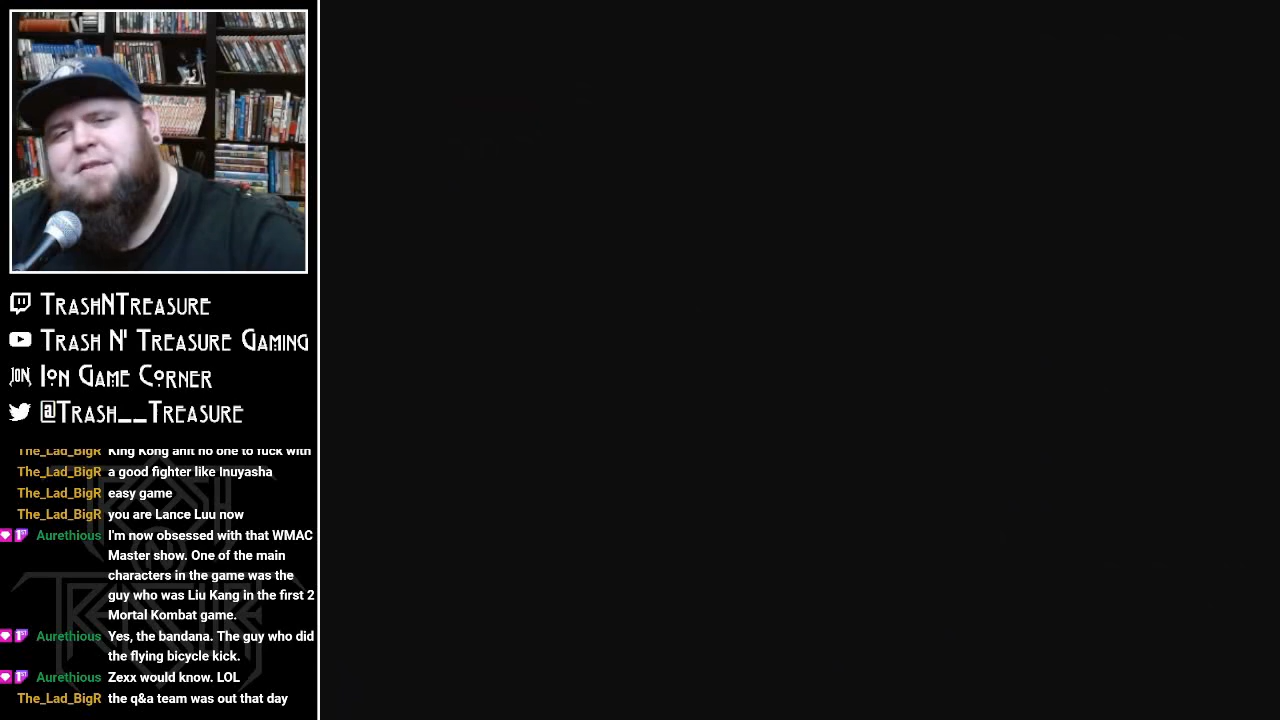 TrashNTreasure
Trash N' Treasure Gaming
Ion Game Corner
@Trash__Treasure
The_Lad_BigR King Kong anit no one to fuck with
The_Lad_BigR a good fighter like Inuyasha
The_Lad_BigR easy game
The_Lad_BigR you are Lance Luu now
Aurethious I'm now obsessed with that WMAC
Master show. One of the main
characters in the game was the
guy who was Liu Kang in the first 2
Mortal Kombat game.
Aurethious Yes, the bandana. The guy who did
the flying bicycle kick.
Aurethious Zexx would know. LOL
The_Lad_BigR the q&a team was out that day